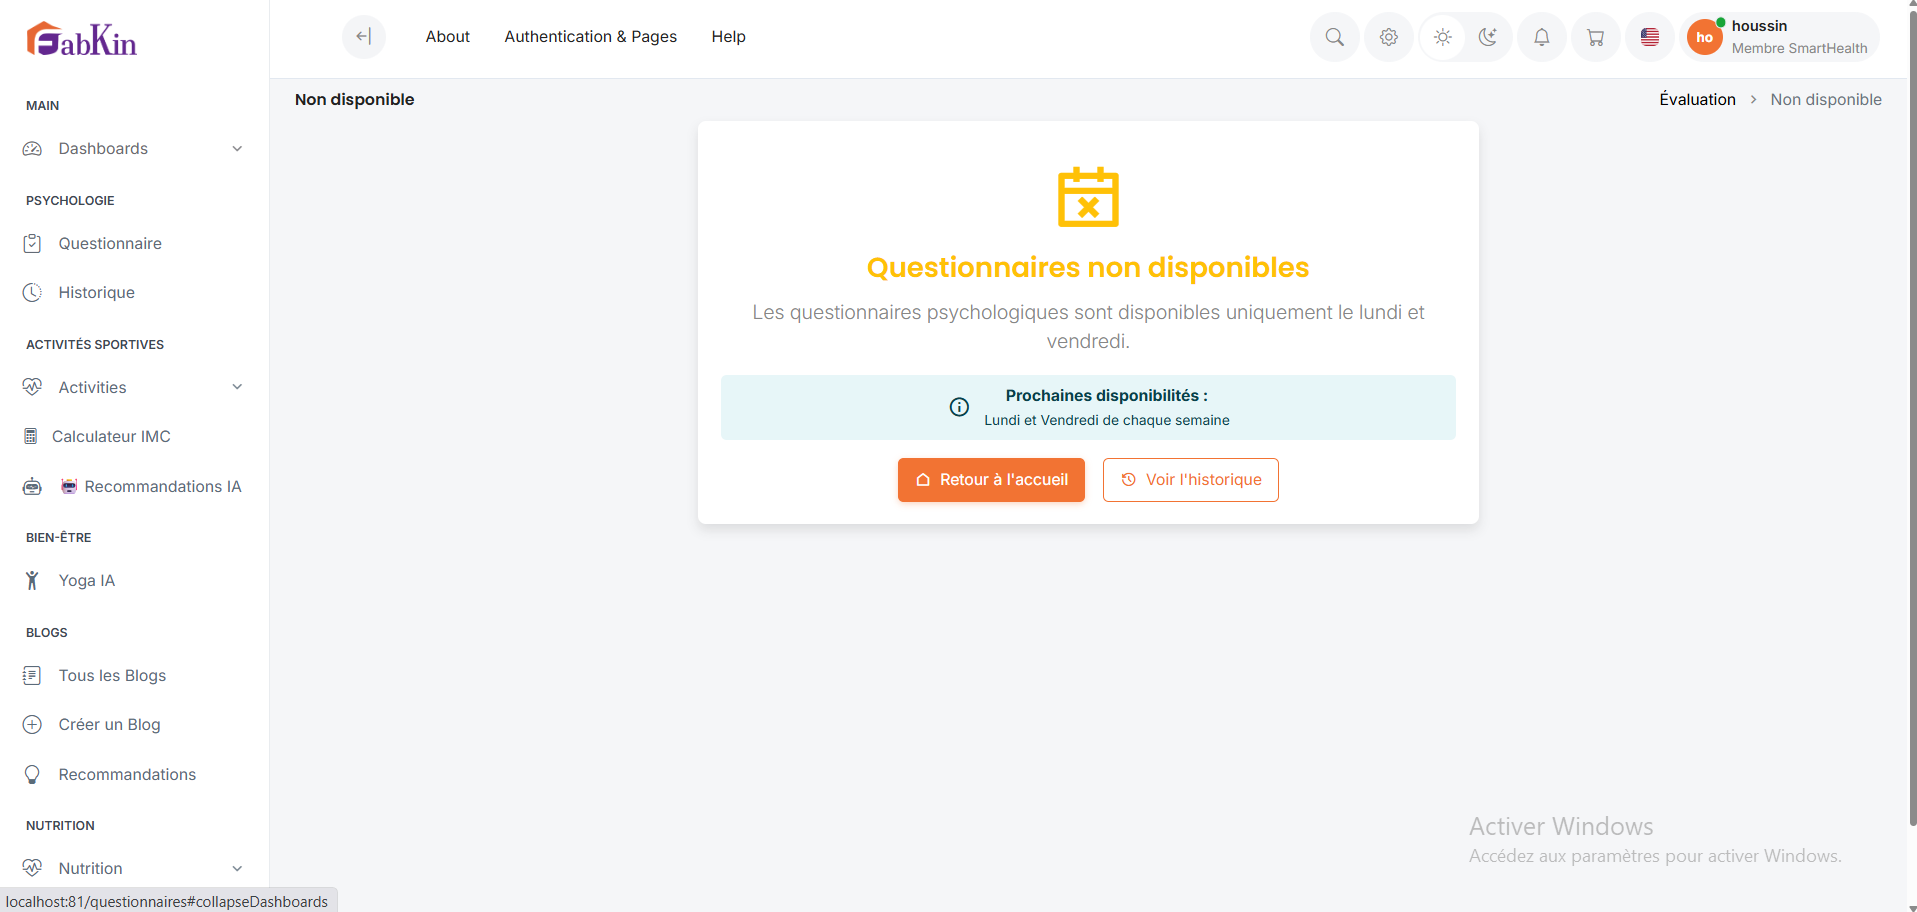 FabKin
About
Authentication & Pages
Help
ho
houssin
Membre SmartHealth
MAIN
Dashboards
PSYCHOLOGIE
Questionnaire
Historique
ACTIVITÉS SPORTIVES
Activities
Calculateur IMC
Recommandations IA
BIEN-ÊTRE
Yoga IA
BLOGS
Tous les Blogs
Créer un Blog
Recommandations
NUTRITION
Nutrition
localhost:81/questionnaires#collapseDashboards
Non disponible
Évaluation > Non disponible
Questionnaires non disponibles
Les questionnaires psychologiques sont disponibles uniquement le lundi et
vendredi.
Prochaines disponibilités :
Lundi et Vendredi de chaque semaine
Retour à l'accueil
Voir l'historique
Activer Windows
Accédez aux paramètres pour activer Windows.